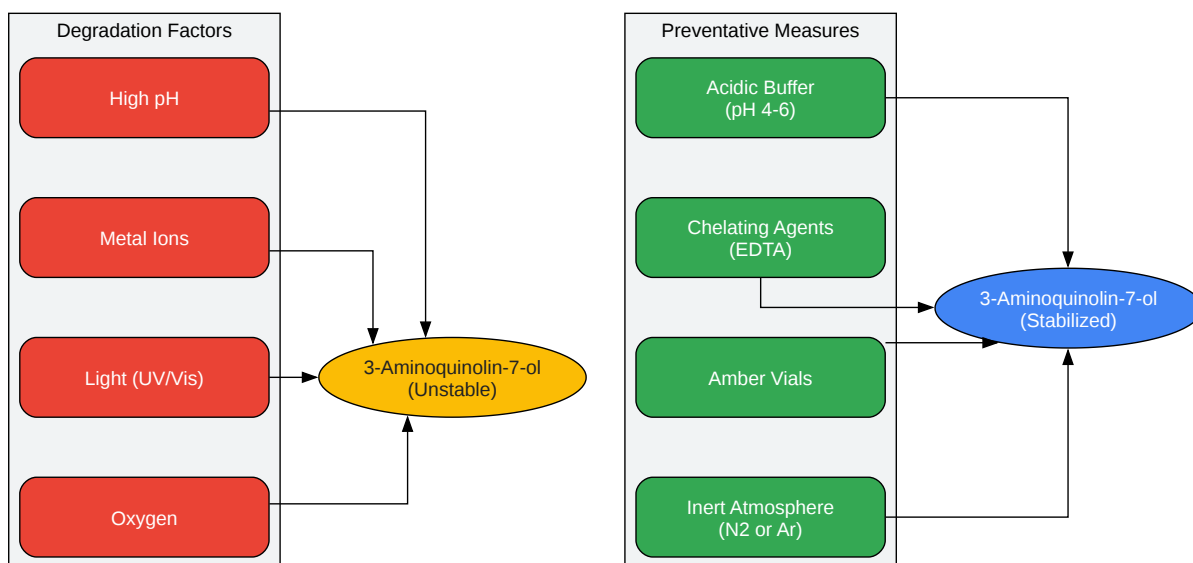 Degradation Factors
High pH
Metal Ions
Light (UV/Vis)
Oxygen
3-Aminoquinolin-7-ol
(Unstable)
Preventative Measures
Acidic Buffer
(pH 4-6)
Chelating Agents
(EDTA)
Amber Vials
Inert Atmosphere
(N2 or Ar)
3-Aminoquinolin-7-ol
(Stabilized)